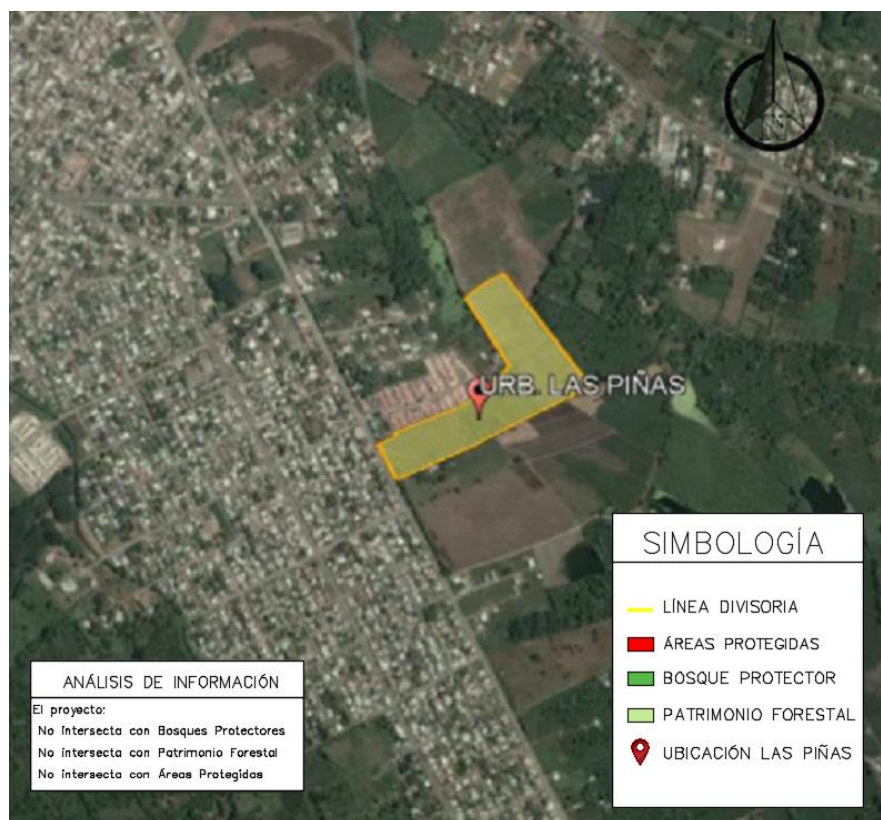 URB. LAS PIÑAS
SIMBOLOGÍA
LÍNEA DIVISORIA
ÁREAS PROTEGIDAS
BOSQUE PROTECTOR
PATRIMONIO FORESTAL
UBICACIÓN LAS PIÑAS
ANÁLISIS DE INFORMACIÓN
El proyecto:
No intersecta con Bosques Protectores
No intersecta con Patrimonio Forestal
No intersecta con Áreas Protegidas